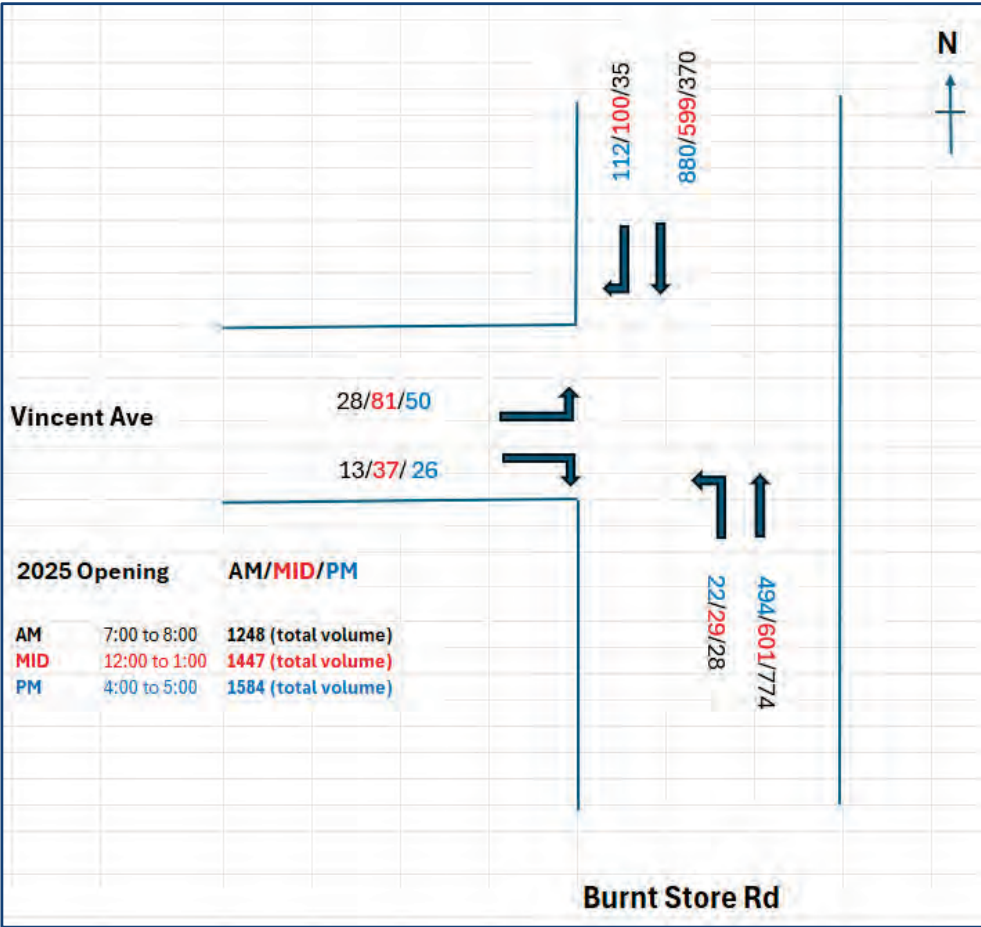 N
112/100/35
880/599/370
28/81/50
Vincent Ave
13/37/ 26
2025 Opening AM/MID/PM
AM 7:00 to 8:00 1248 (total volume)
MID 12:00 to 1:00 1447 (total volume)
PM 4:00 to 5:00 1584 (total volume)
22/29/28
494/601/774
Burnt Store Rd